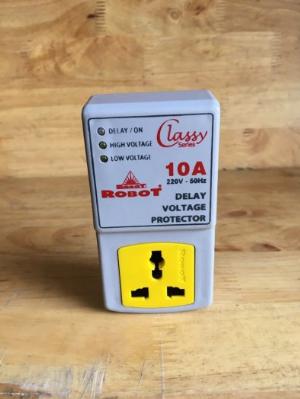 DELAY / ON
HIGH VOLTAGE
LOW VOLTAGE
Classy
Series
10A
220V - 50Hz
ROBOT
DELAY
VOLTAGE
PROTECTOR